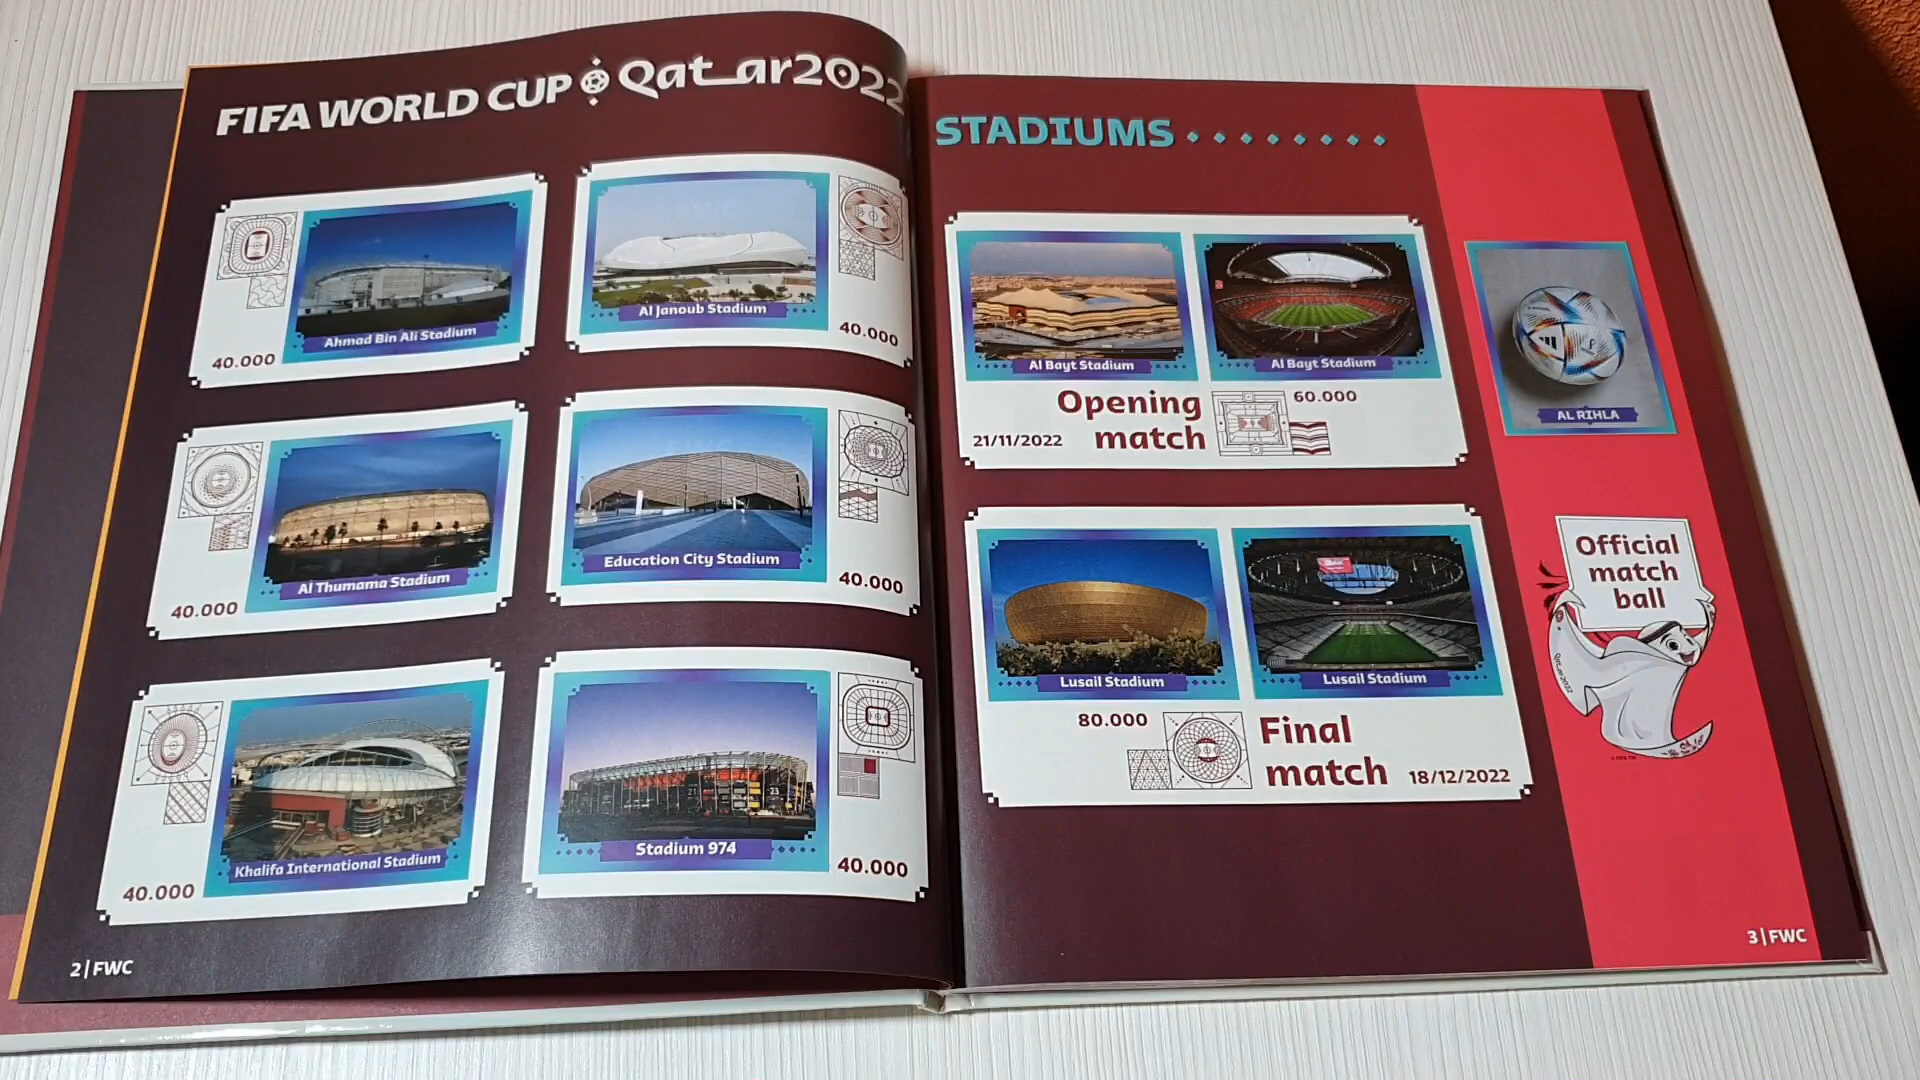 FIFA WORLD CUP Qatar2022
Ahmad Bin Ali Stadium
40.000
Al Janoub Stadium
40.000
Al Thumama Stadium
40.000
Education City Stadium
40.000
Khalifa International Stadium
40.000
Stadium 974
40.000
2|FWC
STADIUMS
Al Bayt Stadium
Al Bayt Stadium
Opening
match
21/11/2022
60.000
Lusail Stadium
Lusail Stadium
80.000
Final
match
18/12/2022
AL RIHLA
Official
match
ball
Qatar2022
3|FWC